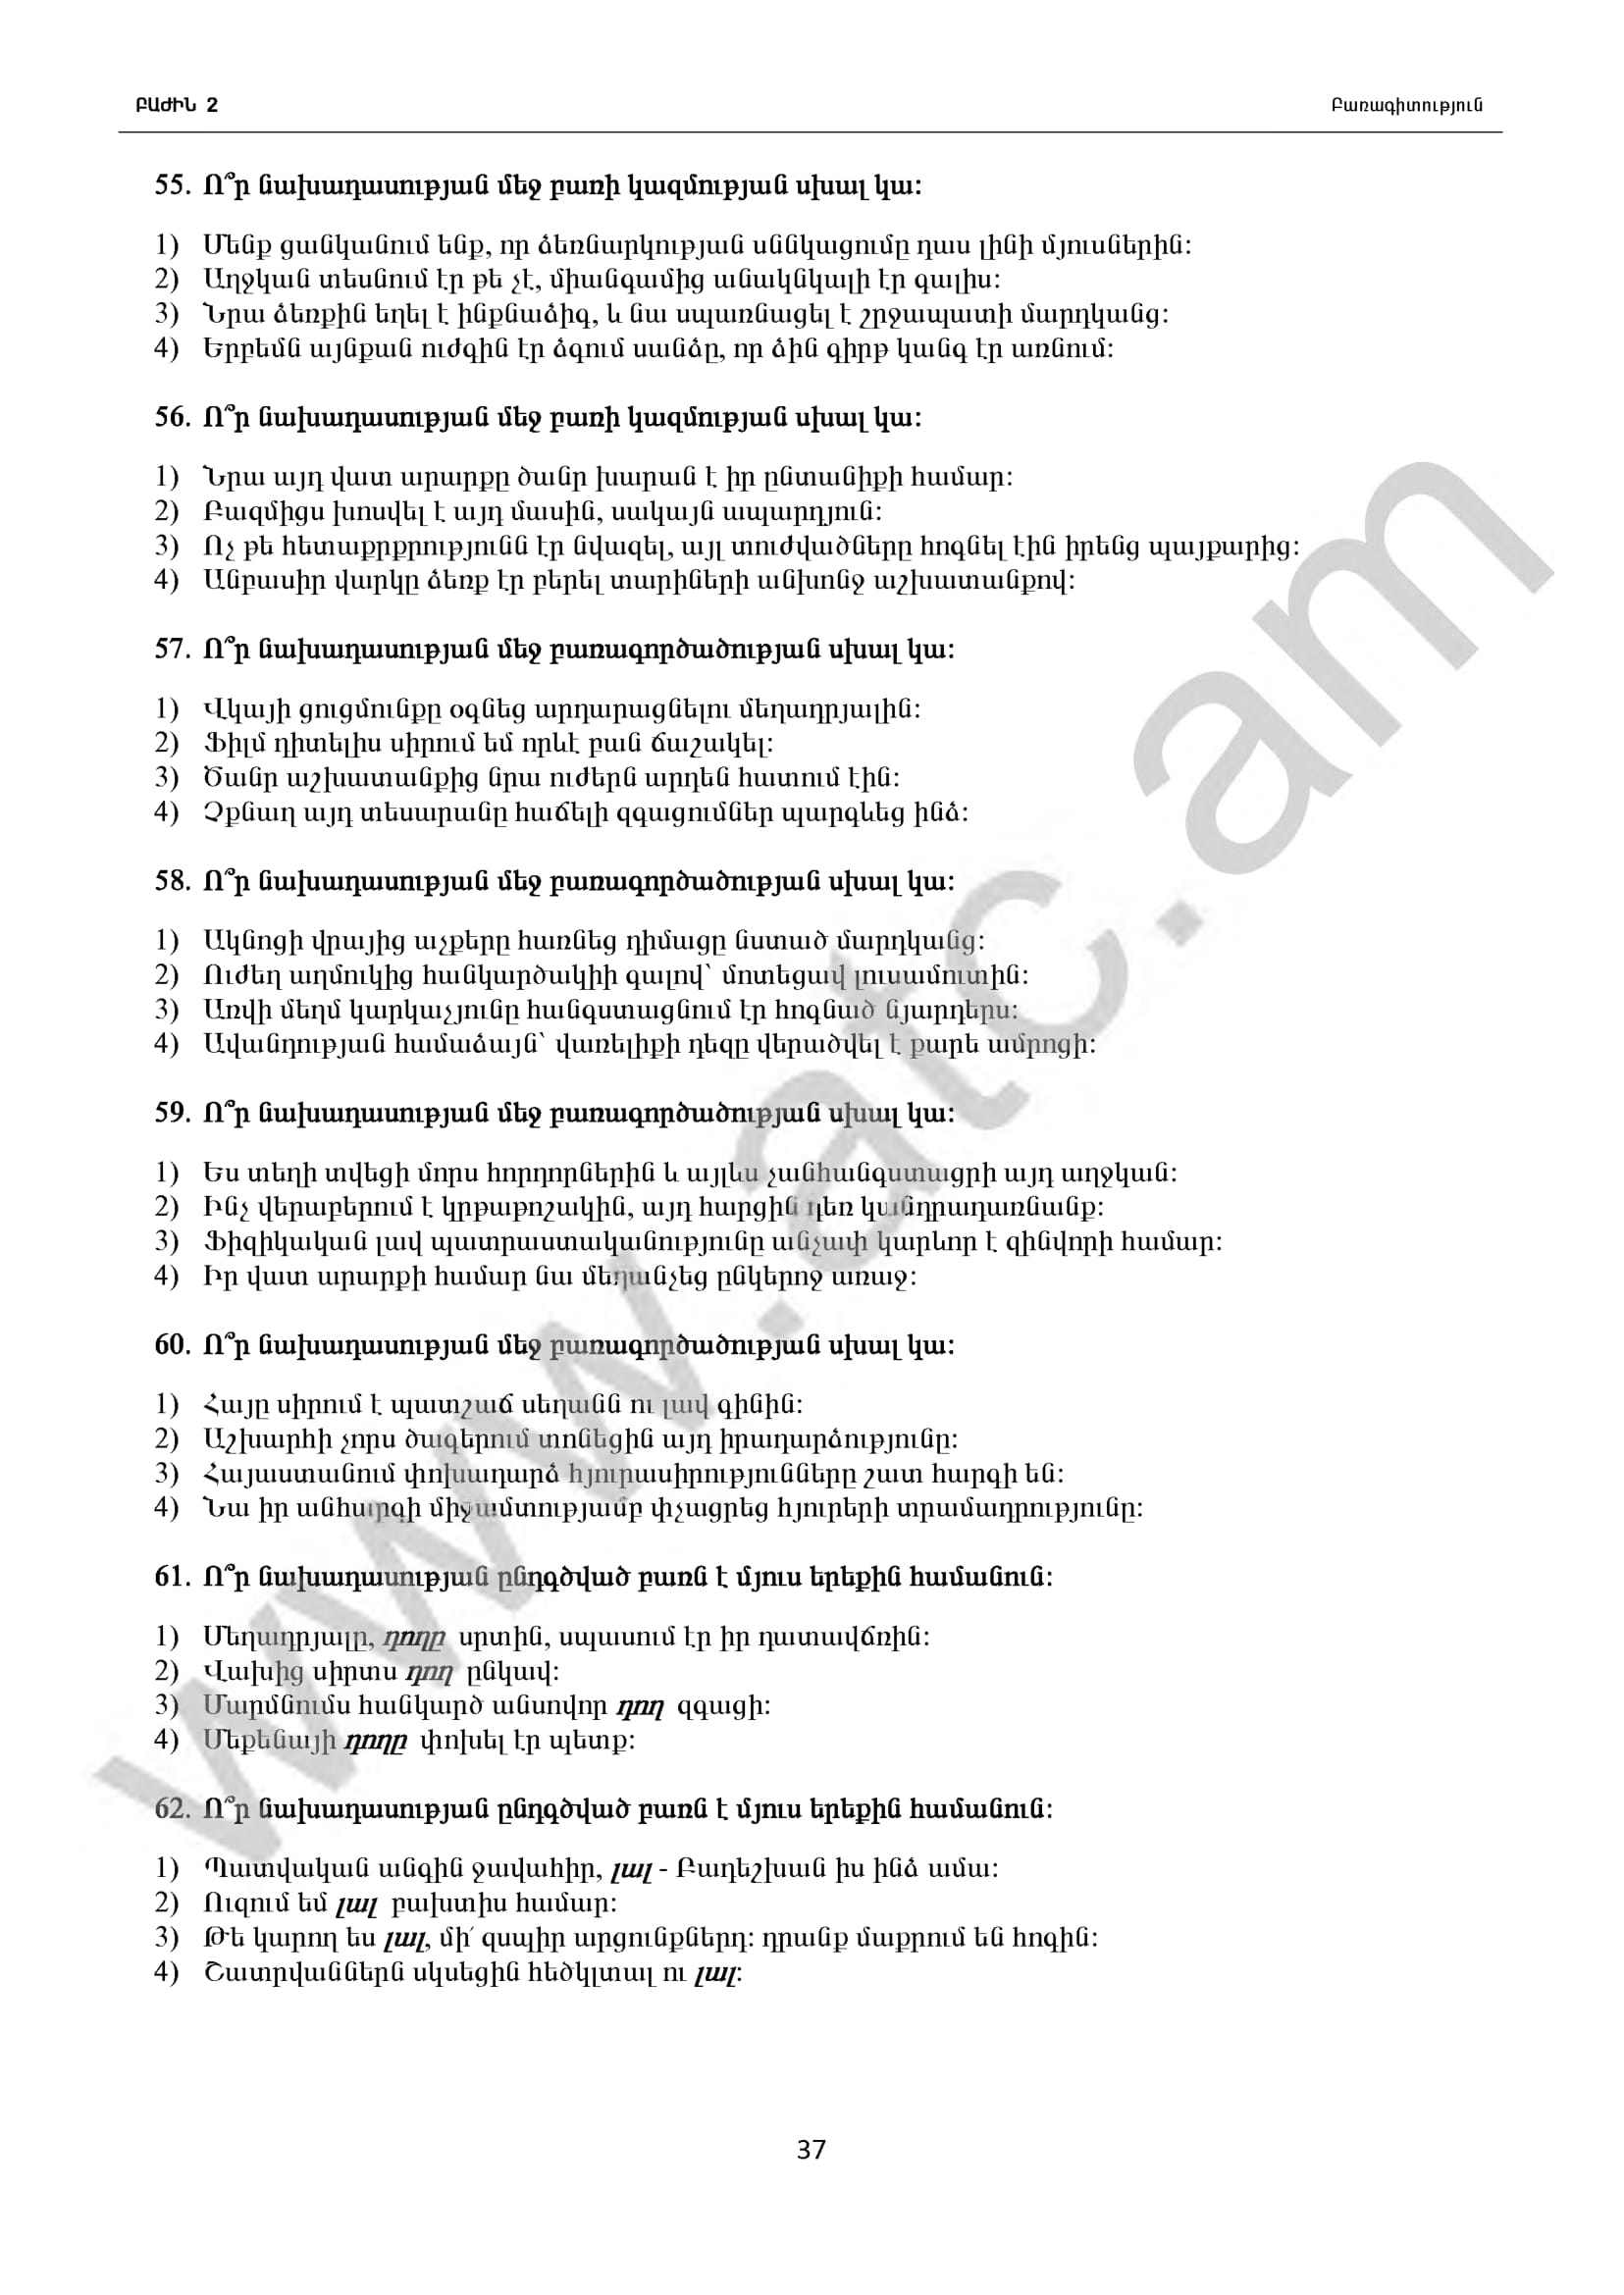 ԲԱԺԻՆ 2
Բառագիտություն
55. Ո՞ր նախադասության մեջ բառի կազմության սխալ կա:
1) Մենք ցանկանում ենք, որ ձեռնարկության սննկացումը դաս լինի մյուսներին:
2) Աղջկան տեսնում էր թե չէ, միանգամից անակնկալի էր գալիս:
3) Նրա ձեռքին եղել է ինքնաձիգ, և նա սպառնացել է շրջապատի մարդկանց:
4) Երբեմն այնքան ուժգին էր ձգում սանձը, որ ձին գիրթ կանգ էր առնում:
56. Ո՞ր նախադասության մեջ բառի կազմության սխալ կա:
1) Նրա այդ վատ արարքը ծանր խարան է իր ընտանիքի համար:
2) Բազմիցս խոսվել է այդ մասին, սակայն ապարդյուն:
3) Ոչ թե հետաքրքրությունն էր նվազել, այլ տուժվածները հոգնել էին իրենց պայքարից:
4) Անբասիր վարկը ձեռք էր բերել տարիների անխոնջ աշխատանքով:
57. Ո՞ր նախադասության մեջ բառագործածության սխալ կա:
1) Վկայի ցուցմունքը օգնեց արդարացնելու մեղադրյալին:
2) Ֆիլմ դիտելիս սիրում եմ որևէ բան ճաշակել:
3) Ծանր աշխատանքից նրա ուժերն արդեն հատում էին:
4) Չքնաղ այդ տեսարանը հաճելի զգացումներ պարգևեց ինձ:
58. Ո՞ր նախադասության մեջ բառագործածության սխալ կա:
1) Ակնոցի վրայից աչքերը հառնեց դիմացը նստած մարդկանց:
2) Ուժեղ աղմուկից հանկարծակիի գալով՝ մոտեցավ լուսամուտին:
3) Առվի մեղմ կարկաչյունը հանգստացնում էր հոգնած նյարդերս:
4) Ավանդության համաձայն՝ վառելիքի դեզը վերածվել է քարե ամրոցի:
59. Ո՞ր նախադասության մեջ բառագործածության սխալ կա:
1) Ես տեղի տվեցի մորս հորդորներին և այլևս չանհանգստացրի այդ աղջկան:
2) Ինչ վերաբերում է կրթաթոշակին, այդ հարցին դեռ կանդրադառնանք:
3) Ֆիզիկական լավ պատրաստականությունը անչափ կարևոր է զինվորի համար:
4) Իր վատ արարքի համար նա մեղանչեց ընկերոջ առաջ:
60. Ո՞ր նախադասության մեջ բառագործածության սխալ կա:
1) Հայը սիրում է պատշաճ սեղանն ու լավ գինին:
2) Աշխարհի չորս ծագերում տոնեցին այդ իրադարձությունը:
3) Հայաստանում փոխադարձ հյուրասիրությունները շատ հարգի են:
4) Նա իր անհարգի միջամտությամբ փչացրեց հյուրերի տրամադրությունը:
61. Ո՞ր նախադասության ընդգծված բառն է մյուս երեքին համանուն:
1) Մեղադրյալը, դողը սրտին, սպասում էր իր դատավճռին:
2) Վախից սիրտս դող ընկավ:
3) Մարմնումս հանկարծ անսովոր դող զգացի:
4) Մեքենայի դողը փոխել էր պետք:
62. Ո՞ր նախադասության ընդգծված բառն է մյուս երեքին համանուն:
1) Պատվական անգին ջավահիր, լալ - Բադեշխան իս ինձ ամա:
2) Ուզում եմ լալ բախտիս համար:
3) Թե կարող ես լալ, մի՛ զսպիր արցունքներդ: դրանք մաքրում են հոգին:
4) Շատրվաններն սկսեցին հեծկլտալ ու լալ:
37
www.atc.am